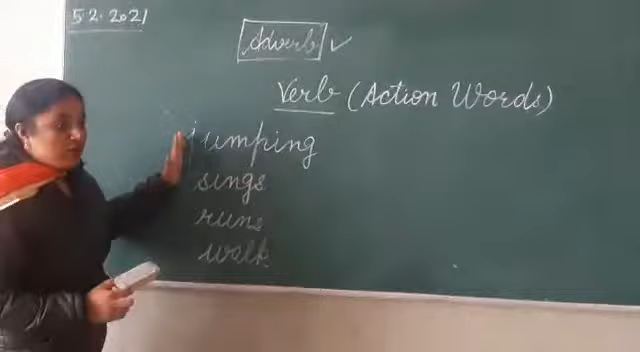 5.2.2021
Adverb ✓
Verb (Action Words)
jumping
sings
runs
walk